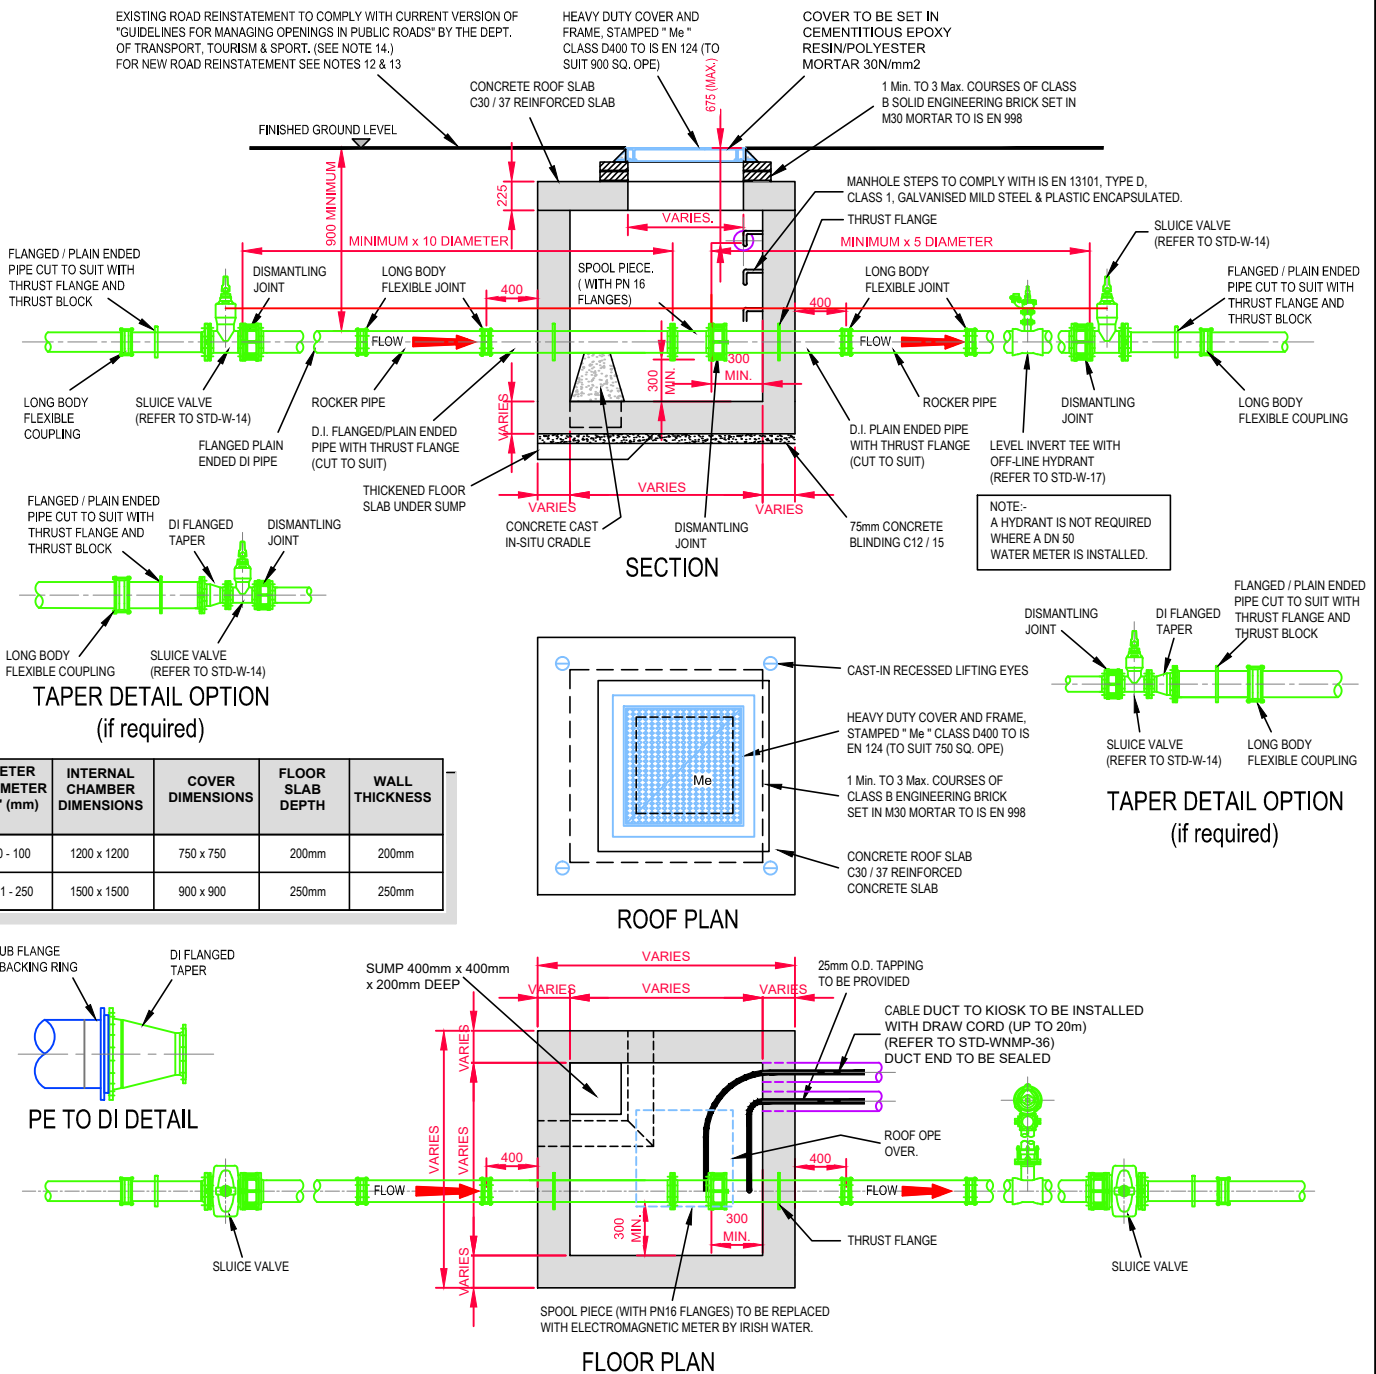 EXISTING ROAD REINSTATEMENT TO COMPLY WITH CURRENT VERSION OF
"GUIDELINES FOR MANAGING OPENINGS IN PUBLIC ROADS" BY THE DEPT.
OF TRANSPORT, TOURISM & SPORT. (SEE NOTE 14.)
FOR NEW ROAD REINSTATEMENT SEE NOTES 12 & 13
HEAVY DUTY COVER AND
FRAME, STAMPED " Me "
CLASS D400 TO IS EN 124 (TO
SUIT 900 SQ. OPE)
COVER TO BE SET IN
CEMENTITIOUS EPOXY
RESIN/POLYESTER
MORTAR 30N/mm2
675 (MAX.)
CONCRETE ROOF SLAB
C30 / 37 REINFORCED SLAB
1 Min. TO 3 Max. COURSES OF CLASS
B SOLID ENGINEERING BRICK SET IN
M30 MORTAR TO IS EN 998
FINISHED GROUND LEVEL
900 MINIMUM
225
MANHOLE STEPS TO COMPLY WITH IS EN 13101, TYPE D,
CLASS 1, GALVANISED MILD STEEL & PLASTIC ENCAPSULATED.
THRUST FLANGE
VARIES.
MINIMUM x 10 DIAMETER
MINIMUM x 5 DIAMETER
SLUICE VALVE
(REFER TO STD-W-14)
FLANGED / PLAIN ENDED
PIPE CUT TO SUIT WITH
THRUST FLANGE AND
THRUST BLOCK
DISMANTLING
JOINT
LONG BODY
FLEXIBLE JOINT
400
SPOOL PIECE.
( WITH PN 16
FLANGES)
400
LONG BODY
FLEXIBLE JOINT
FLANGED / PLAIN ENDED
PIPE CUT TO SUIT WITH
THRUST FLANGE AND
THRUST BLOCK
FLOW
FLOW
300
MIN.
300
MIN.
LONG BODY
FLEXIBLE
COUPLING
SLUICE VALVE
(REFER TO STD-W-14)
ROCKER PIPE
FLANGED PLAIN
ENDED DI PIPE
D.I. FLANGED/PLAIN ENDED
PIPE WITH THRUST FLANGE
(CUT TO SUIT)
VARIES
ROCKER PIPE
D.I. PLAIN ENDED PIPE
WITH THRUST FLANGE
(CUT TO SUIT)
DISMANTLING
JOINT
LONG BODY
FLEXIBLE COUPLING
LEVEL INVERT TEE WITH
OFF-LINE HYDRANT
(REFER TO STD-W-17)
THICKENED FLOOR
SLAB UNDER SUMP
VARIES
VARIES
VARIES
CONCRETE CAST
IN-SITU CRADLE
DISMANTLING
JOINT
75mm CONCRETE
BLINDING C12 / 15
NOTE:-
A HYDRANT IS NOT REQUIRED
WHERE A DN 50
WATER METER IS INSTALLED.
SECTION
FLANGED / PLAIN ENDED
PIPE CUT TO SUIT WITH
THRUST FLANGE AND
THRUST BLOCK
DI FLANGED
TAPER
DISMANTLING
JOINT
LONG BODY
FLEXIBLE COUPLING
SLUICE VALVE
(REFER TO STD-W-14)
TAPER DETAIL OPTION
(if required)
DISMANTLING
JOINT
DI FLANGED
TAPER
FLANGED / PLAIN ENDED
PIPE CUT TO SUIT WITH
THRUST FLANGE AND
THRUST BLOCK
SLUICE VALVE
(REFER TO STD-W-14)
LONG BODY
FLEXIBLE COUPLING
TAPER DETAIL OPTION
(if required)
CAST-IN RECESSED LIFTING EYES
HEAVY DUTY COVER AND FRAME,
STAMPED " Me " CLASS D400 TO IS
EN 124 (TO SUIT 750 SQ. OPE)
Me
1 Min. TO 3 Max. COURSES OF
CLASS B ENGINEERING BRICK
SET IN M30 MORTAR TO IS EN 998
CONCRETE ROOF SLAB
C30 / 37 REINFORCED
CONCRETE SLAB
ROOF PLAN
ETER
METER
" (mm)
INTERNAL
CHAMBER
DIMENSIONS
COVER
DIMENSIONS
FLOOR
SLAB
DEPTH
WALL
THICKNESS
0 - 100 1200 x 1200 750 x 750 200mm 200mm
1 - 250 1500 x 1500 900 x 900 250mm 250mm
UB FLANGE
BACKING RING
DI FLANGED
TAPER
PE TO DI DETAIL
SUMP 400mm x 400mm
x 200mm DEEP
VARIES
VARIES
VARIES
VARIES
25mm O.D. TAPPING
TO BE PROVIDED
CABLE DUCT TO KIOSK TO BE INSTALLED
WITH DRAW CORD (UP TO 20m)
(REFER TO STD-WNMP-36)
DUCT END TO BE SEALED
VARIES
VARIES
VARIES
VARIES
ROOF OPE
OVER.
400
400
FLOW
FLOW
300
MIN.
300
MIN.
THRUST FLANGE
SLUICE VALVE
SLUICE VALVE
SPOOL PIECE (WITH PN16 FLANGES) TO BE REPLACED
WITH ELECTROMAGNETIC METER BY IRISH WATER.
FLOOR PLAN